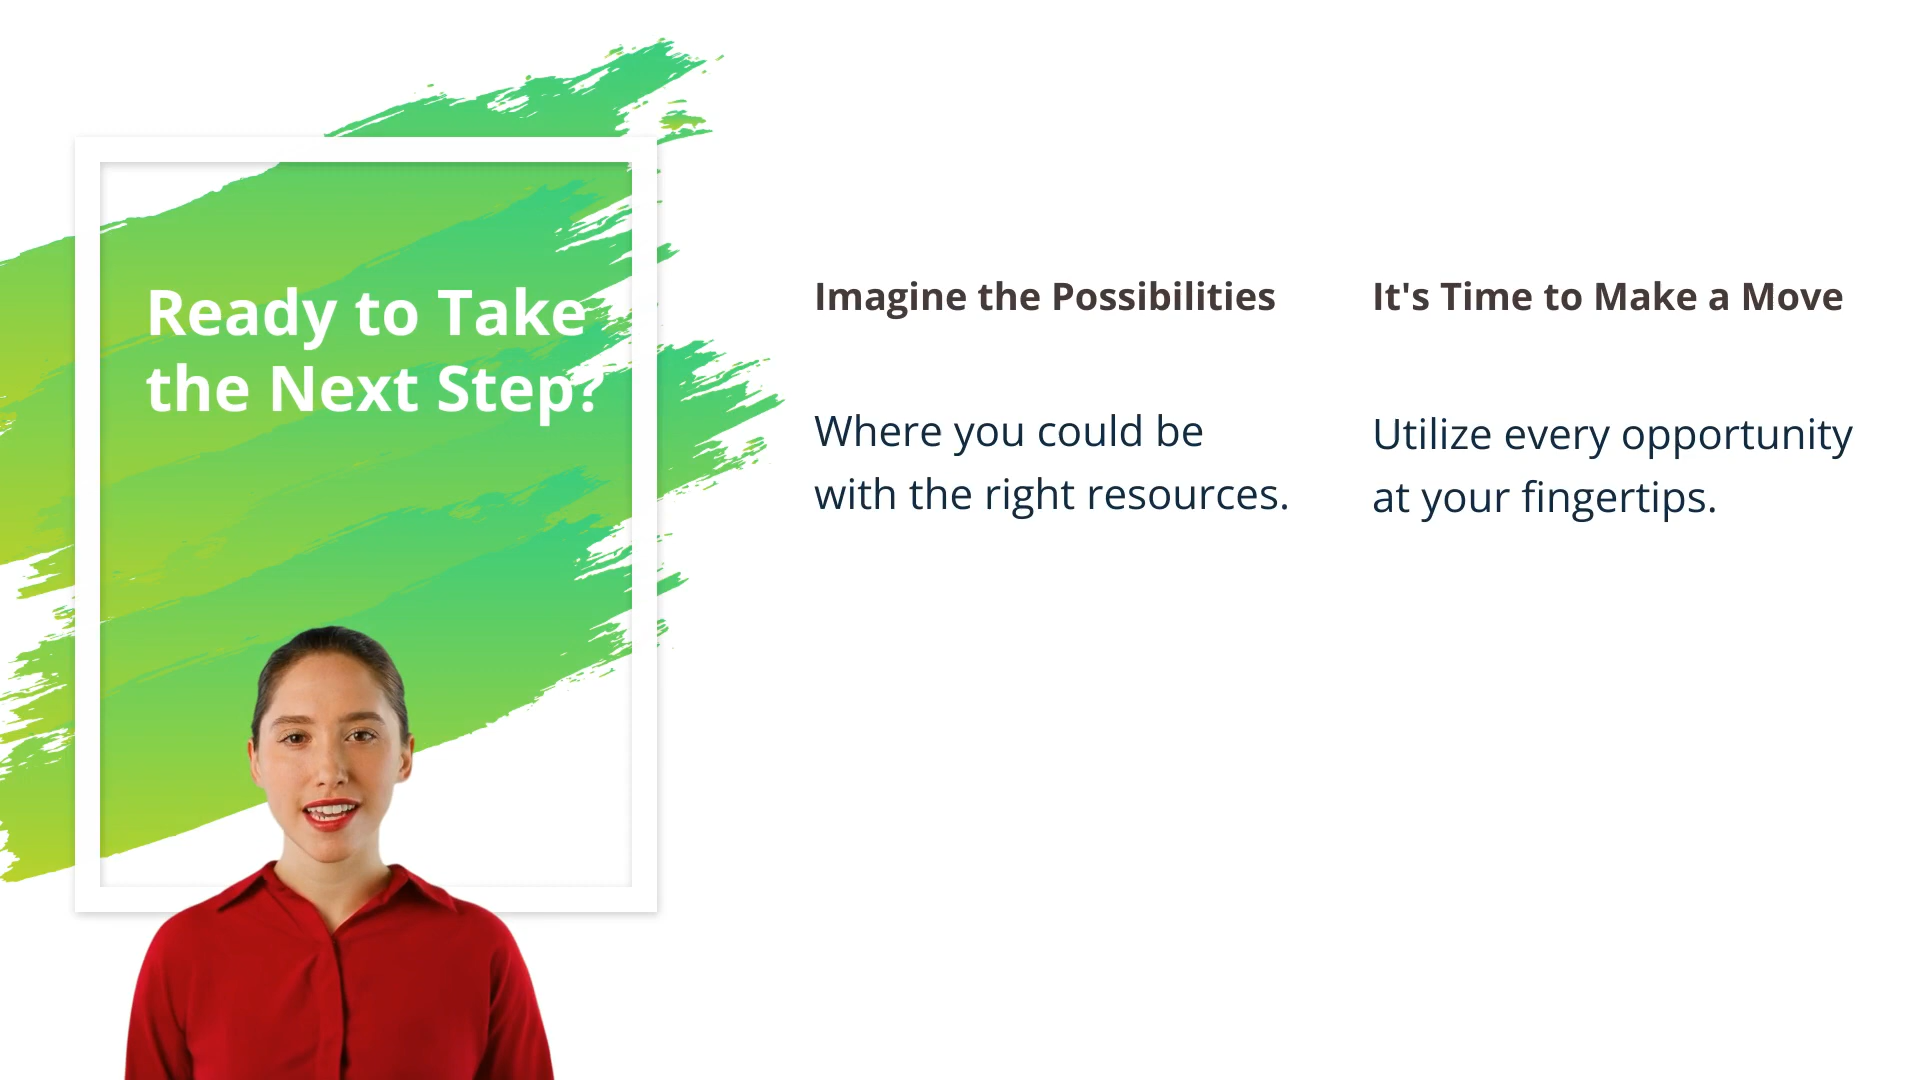 Ready to Take
the Next Step?
Imagine the Possibilities
Where you could be
with the right resources.
It's Time to Make a Move
Utilize every opportunity
at your fingertips.